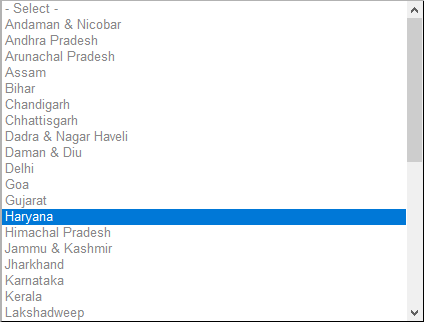 - Select -
Andaman & Nicobar
Andhra Pradesh
Arunachal Pradesh
Assam
Bihar
Chandigarh
Chhattisgarh
Dadra & Nagar Haveli
Daman & Diu
Delhi
Goa
Gujarat
Haryana
Himachal Pradesh
Jammu & Kashmir
Jharkhand
Karnataka
Kerala
Lakshadweep